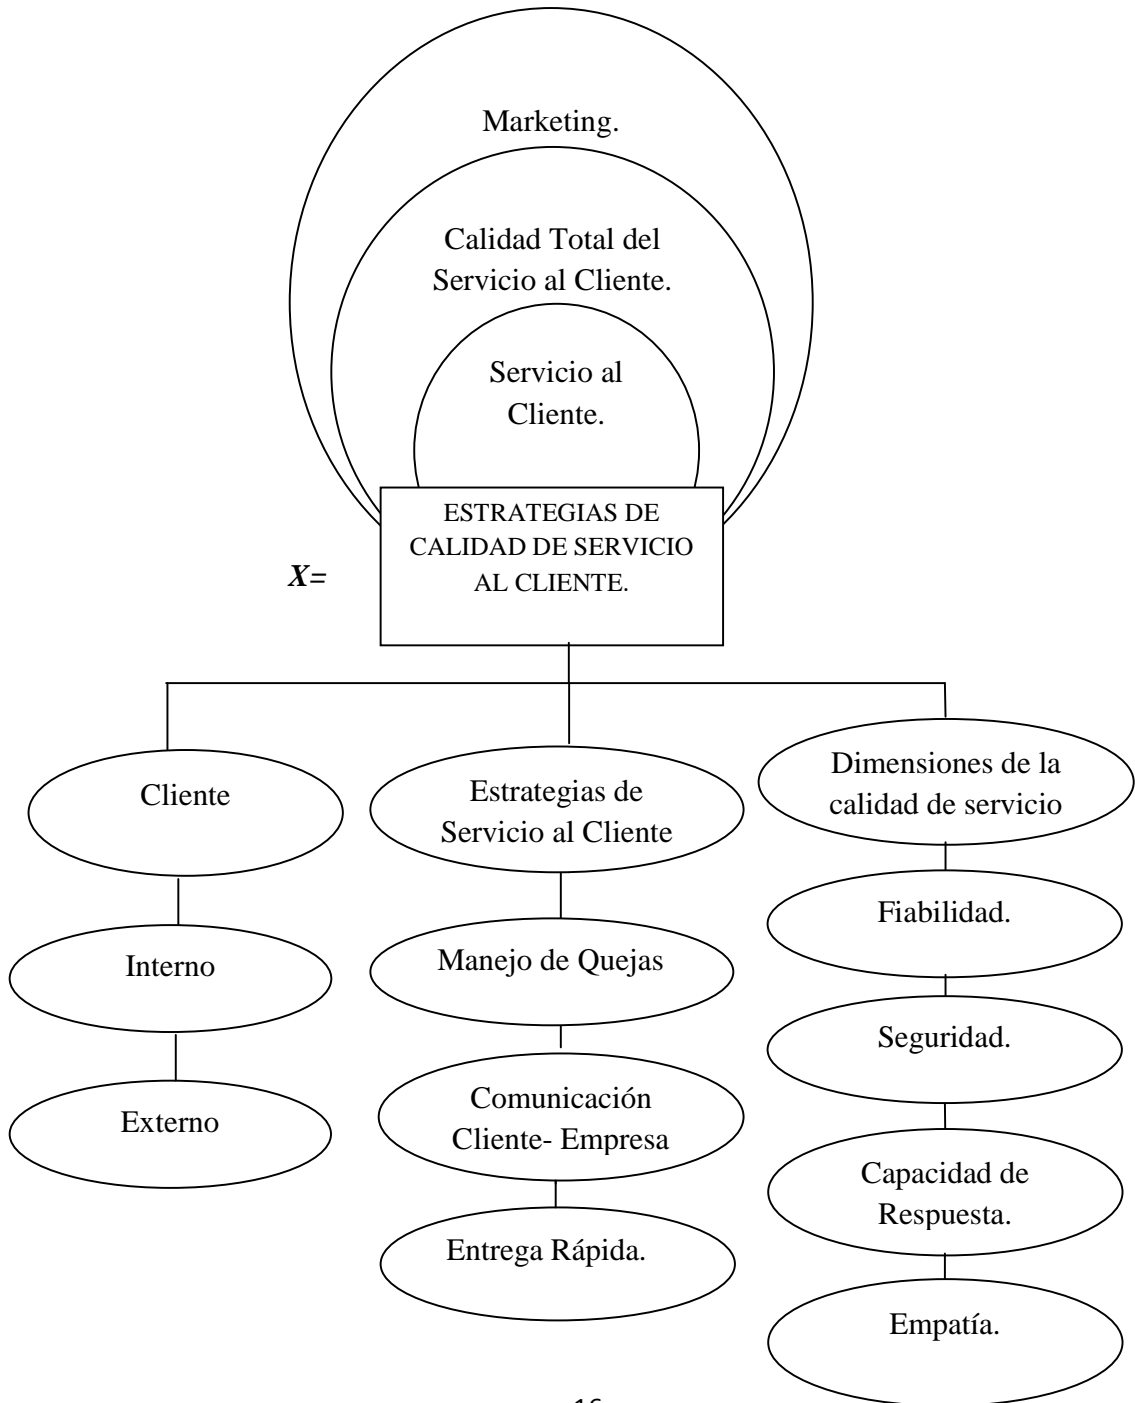 Marketing.
Calidad Total del
Servicio al Cliente.
Servicio al
Cliente.
ESTRATEGIAS DE
CALIDAD DE SERVICIO
AL CLIENTE.
X=
Cliente
Interno
Externo
Estrategias de
Servicio al Cliente
Manejo de Quejas
Comunicación
Cliente- Empresa
Entrega Rápida.
Dimensiones de la
calidad de servicio
Fiabilidad.
Seguridad.
Capacidad de
Respuesta.
Empatía.